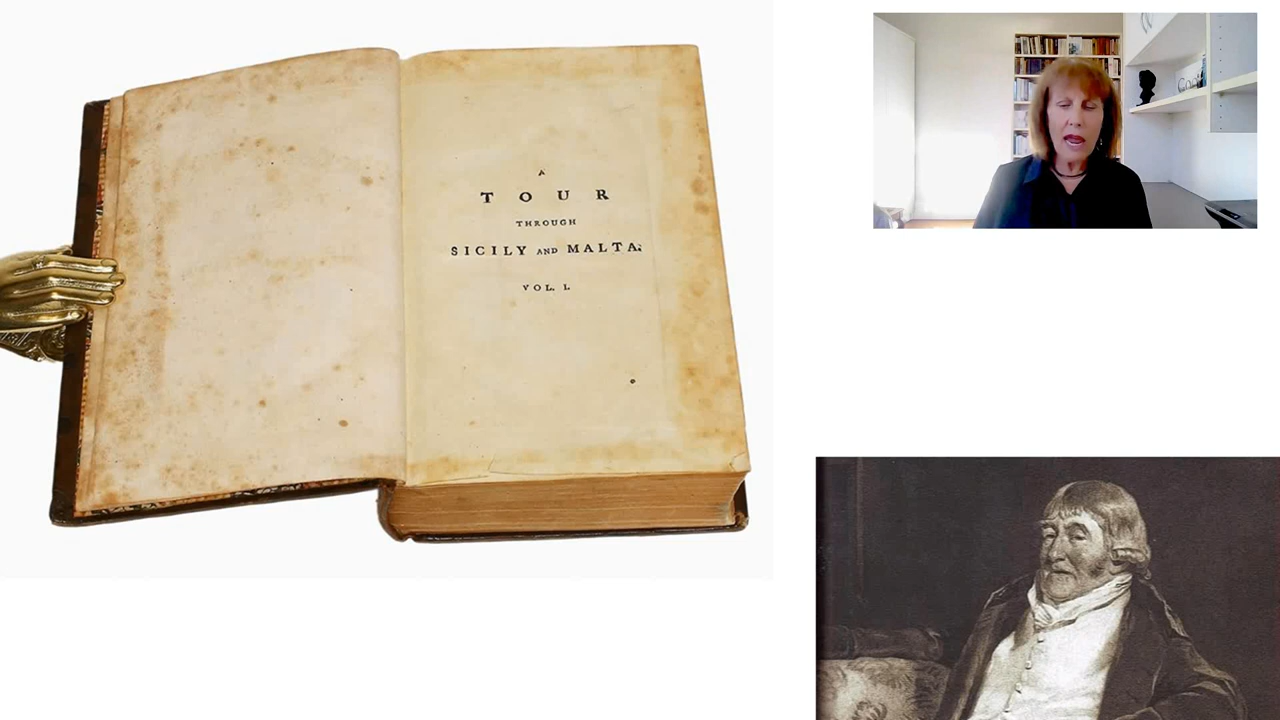 A
TOUR
THROUGH
SICILY AND MALTA.
VOL. I.